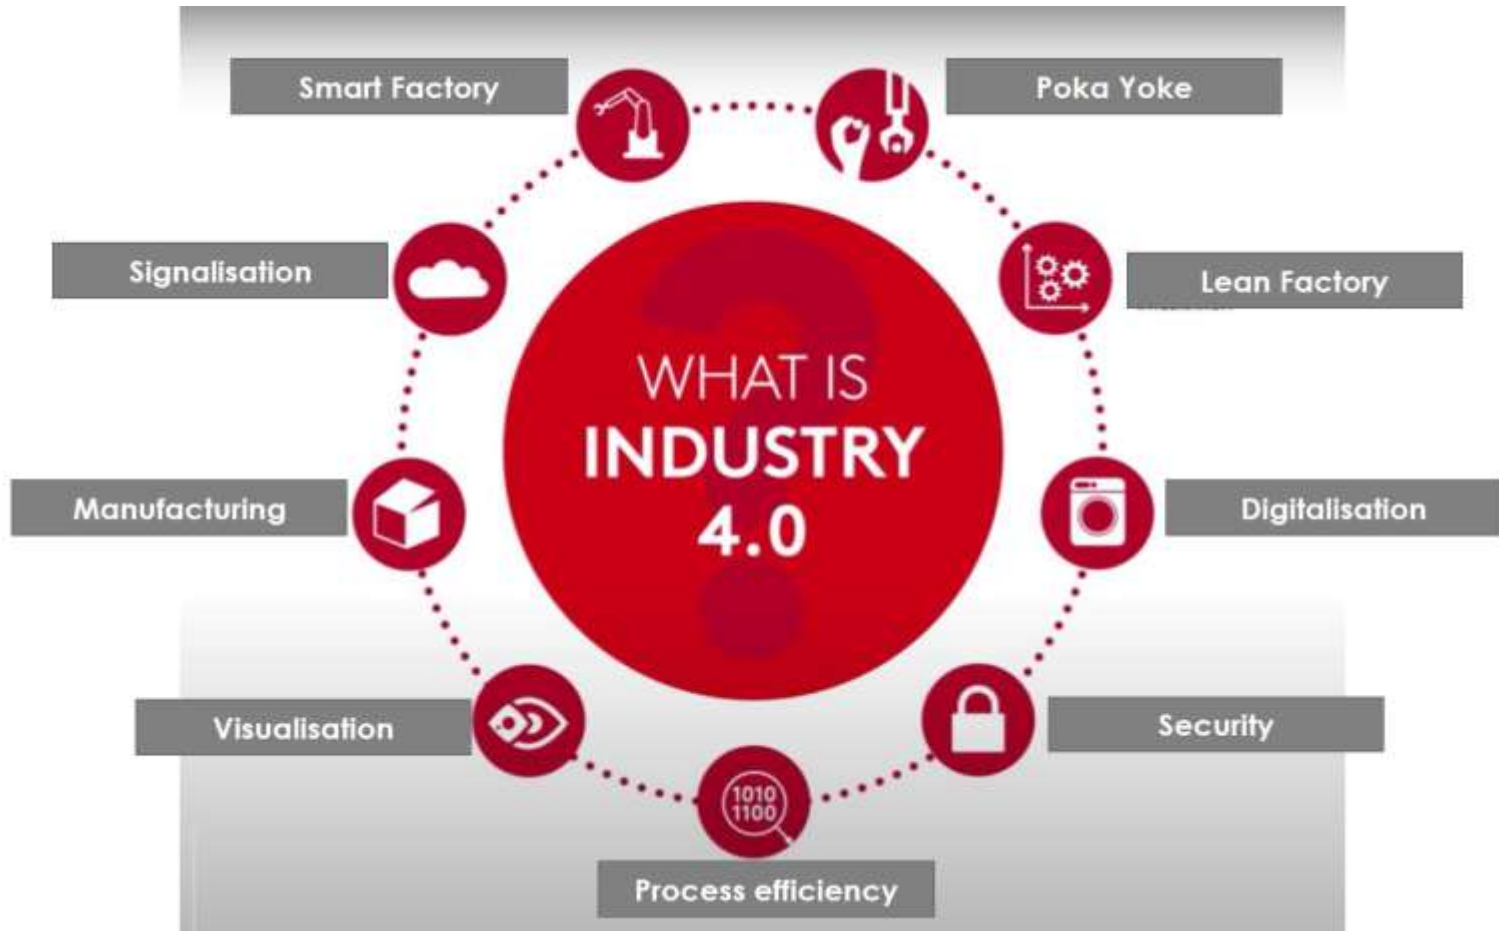 Smart Factory
Poka Yoke
Signalisation
Lean Factory
WHAT IS
INDUSTRY
4.0
Manufacturing
Digitalisation
Visualisation
Security
1010
1100
Process efficiency